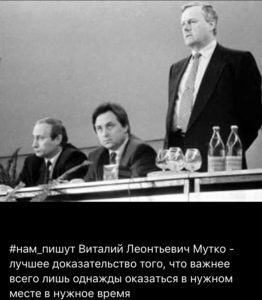 #нам_пишут Виталий Леонтьевич Мутко -
лучшее доказательство того, что важнее
всего лишь однажды оказаться в нужном
месте в нужное время